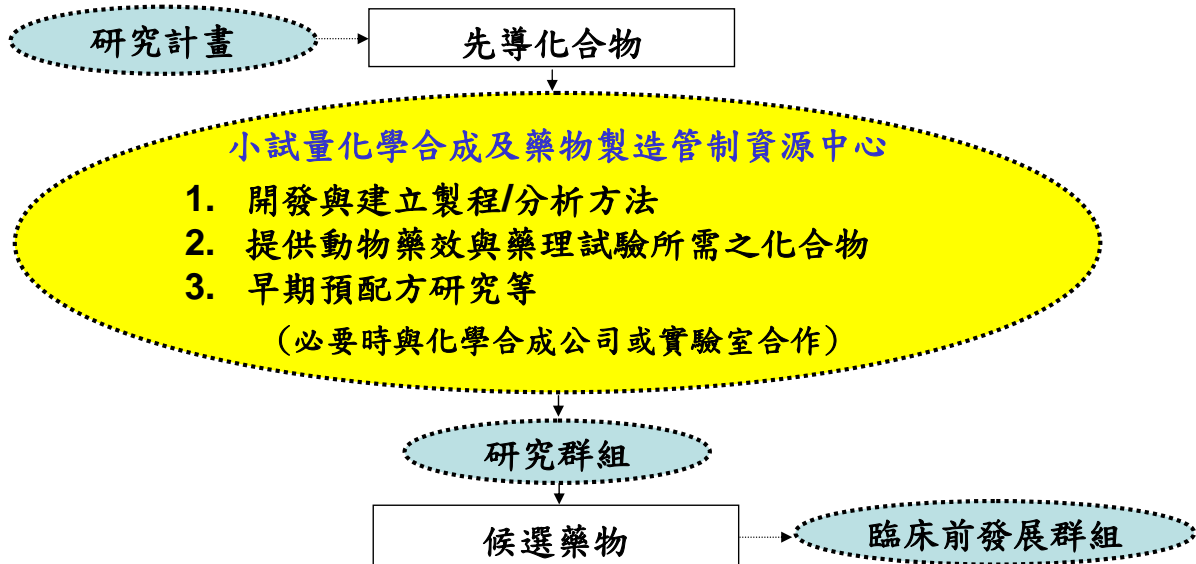 研究計畫
先導化合物
小試量化學合成及藥物製造管制資源中心
1. 開發與建立製程/分析方法
2. 提供動物藥效與藥理試驗所需之化合物
3. 早期預配方研究等
（必要時與化學合成公司或實驗室合作）
研究群組
候選藥物
臨床前發展群組